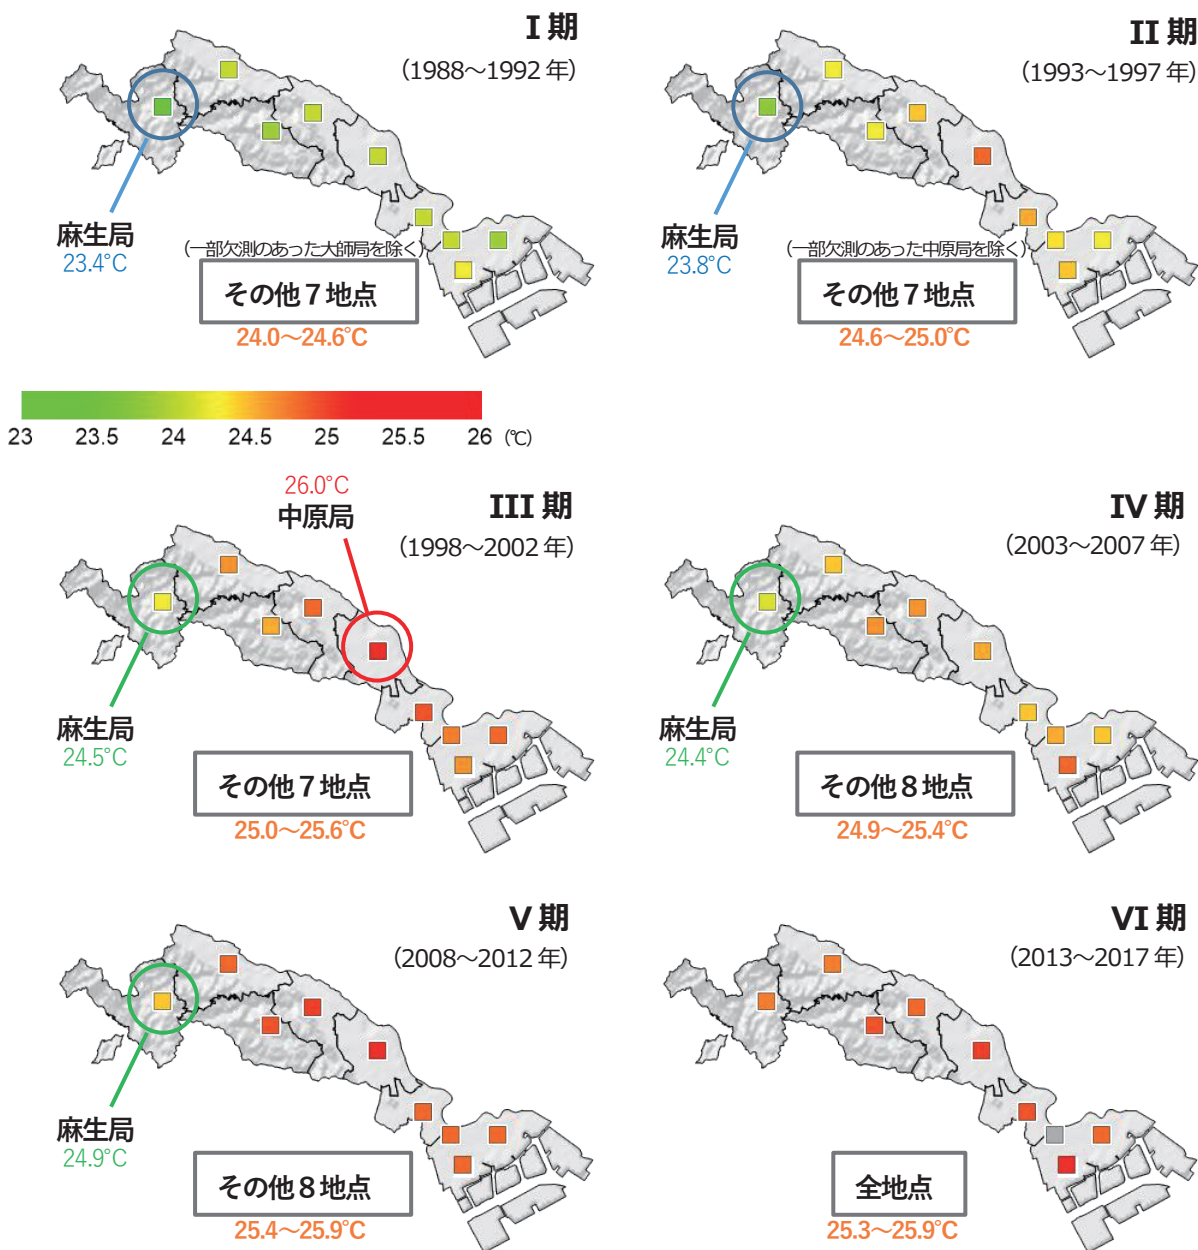 I 期
(1988～1992 年)
麻生局
23.4°C
(一部欠測のあった大師局を除く)
その他 7 地点
24.0～24.6°C
II 期
(1993～1997 年)
麻生局
23.8°C
(一部欠測のあった中原局を除く)
その他 7 地点
24.6～25.0°C
23 23.5 24 24.5 25 25.5 26 (℃)
26.0°C
中原局
III 期
(1998～2002 年)
麻生局
24.5°C
その他 7 地点
25.0～25.6°C
IV 期
(2003～2007 年)
麻生局
24.4°C
その他 8 地点
24.9～25.4°C
V 期
(2008～2012 年)
麻生局
24.9°C
その他 8 地点
25.4～25.9°C
VI 期
(2013～2017 年)
全地点
25.3～25.9°C